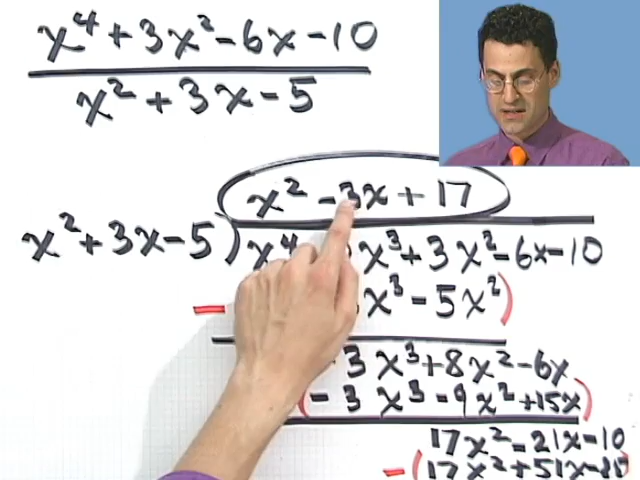 x⁴ + 3x² - 6x - 10
x² + 3x - 5
x² - 3x + 17
x² + 3x - 5 ) x⁴ x³ + 3x² - 6x - 10
- x³ - 5x² )
- 3x³ + 8x² - 6x
( - 3x³ - 9x² + 15x )
17x² - 21x - 10
- ( 17x² + 51x -